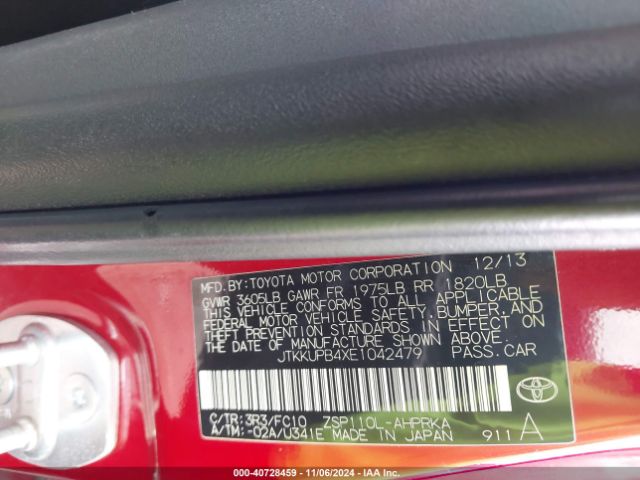 MFD. BY: TOYOTA MOTOR CORPORATION 12/13
GVWR 3605LB GAWR FR 1975LB RR 1820LB
THIS VEHICLE CONFORMS TO ALL APPLICABLE
FEDERAL MOTOR VEHICLE SAFETY, BUMPER, AND
THEFT PREVENTION STANDARDS IN EFFECT ON
THE DATE OF MANUFACTURE SHOWN ABOVE.
JTKKUPB4XE1042479 PASS. CAR
C/TR: 3R3/FC10 ZSP110L-AHPRKA
A/TM: -02A/U341E MADE IN JAPAN 911 A
© COPART - 40728459 - 11/06/2024 - IAAI.COM